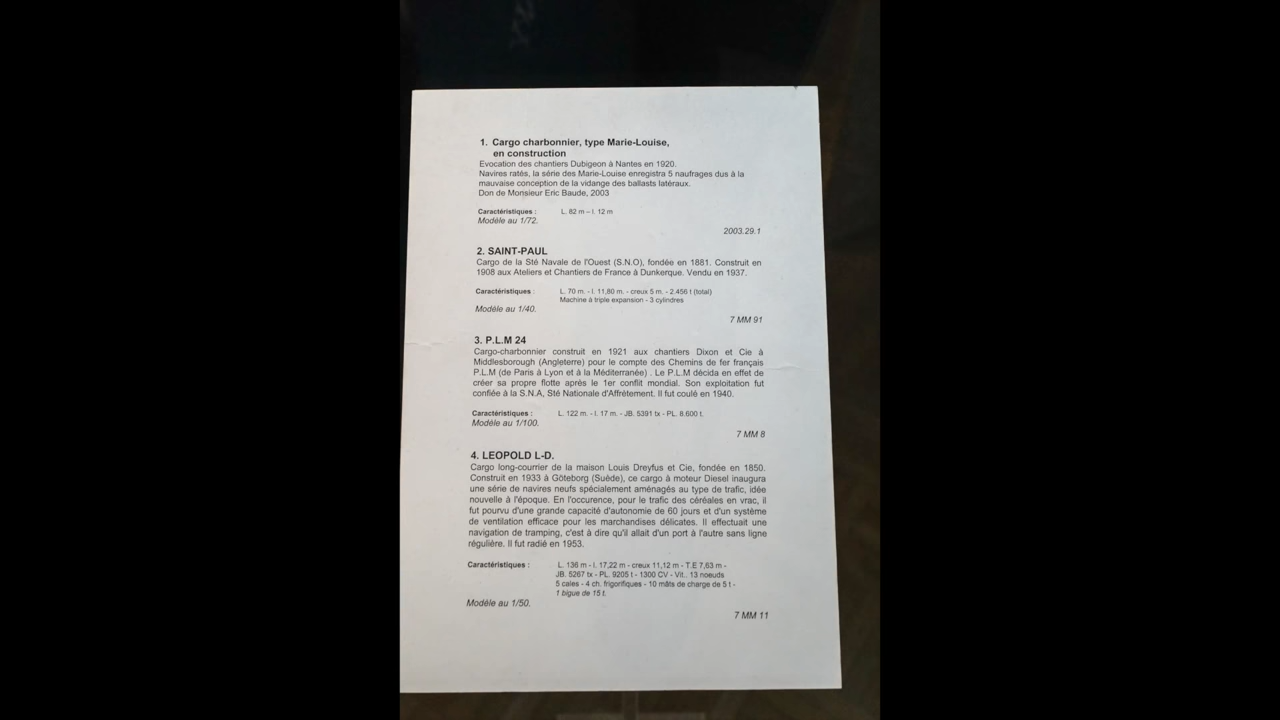 1. Cargo charbonnier, type Marie-Louise,
en construction
Evocation des chantiers Dubigeon à Nantes en 1920.
Navires ratés, la série des Marie-Louise enregistra 5 naufrages dus à la
mauvaise conception de la vidange des ballasts latéraux.
Don de Monsieur Eric Baude, 2003
Caractéristiques : L. 82 m – l. 12 m
Modèle au 1/72.
2003.29.1
2. SAINT-PAUL
Cargo de la Sté Navale de l'Ouest (S.N.O), fondée en 1881. Construit en
1908 aux Ateliers et Chantiers de France à Dunkerque. Vendu en 1937.
Caractéristiques : L. 70 m. - l. 11,80 m. - creux 5 m. - 2.456 t (total)
Machine à triple expansion - 3 cylindres
Modèle au 1/40.
7 MM 91
3. P.L.M 24
Cargo-charbonnier construit en 1921 aux chantiers Dixon et Cie à
Middlesborough (Angleterre) pour le compte des Chemins de fer français
P.L.M (de Paris à Lyon et à la Méditerranée) . Le P.L.M décida en effet de
créer sa propre flotte après le 1er conflit mondial. Son exploitation fut
confiée à la S.N.A, Sté Nationale d'Affrètement. Il fut coulé en 1940.
Caractéristiques : L. 122 m. - l. 17 m. - JB. 5391 tx - PL. 8.600 t.
Modèle au 1/100.
7 MM 8
4. LEOPOLD L-D.
Cargo long-courrier de la maison Louis Dreyfus et Cie, fondée en 1850.
Construit en 1933 à Göteborg (Suède), ce cargo à moteur Diesel inaugura
une série de navires neufs spécialement aménagés au type de trafic, idée
nouvelle à l'époque. En l'occurence, pour le trafic des céréales en vrac, il
fut pourvu d'une grande capacité d'autonomie de 60 jours et d'un système
de ventilation efficace pour les marchandises délicates. Il effectuait une
navigation de tramping, c'est à dire qu'il allait d'un port à l'autre sans ligne
régulière. Il fut radié en 1953.
Caractéristiques : L. 136 m - l. 17,22 m - creux 11,12 m - T.E 7,63 m -
JB. 5267 tx - PL. 9205 t - 1300 CV - Vit.. 13 noeuds
5 cales - 4 ch. frigorifiques - 10 mâts de charge de 5 t -
1 bigue de 15 t.
Modèle au 1/50.
7 MM 11